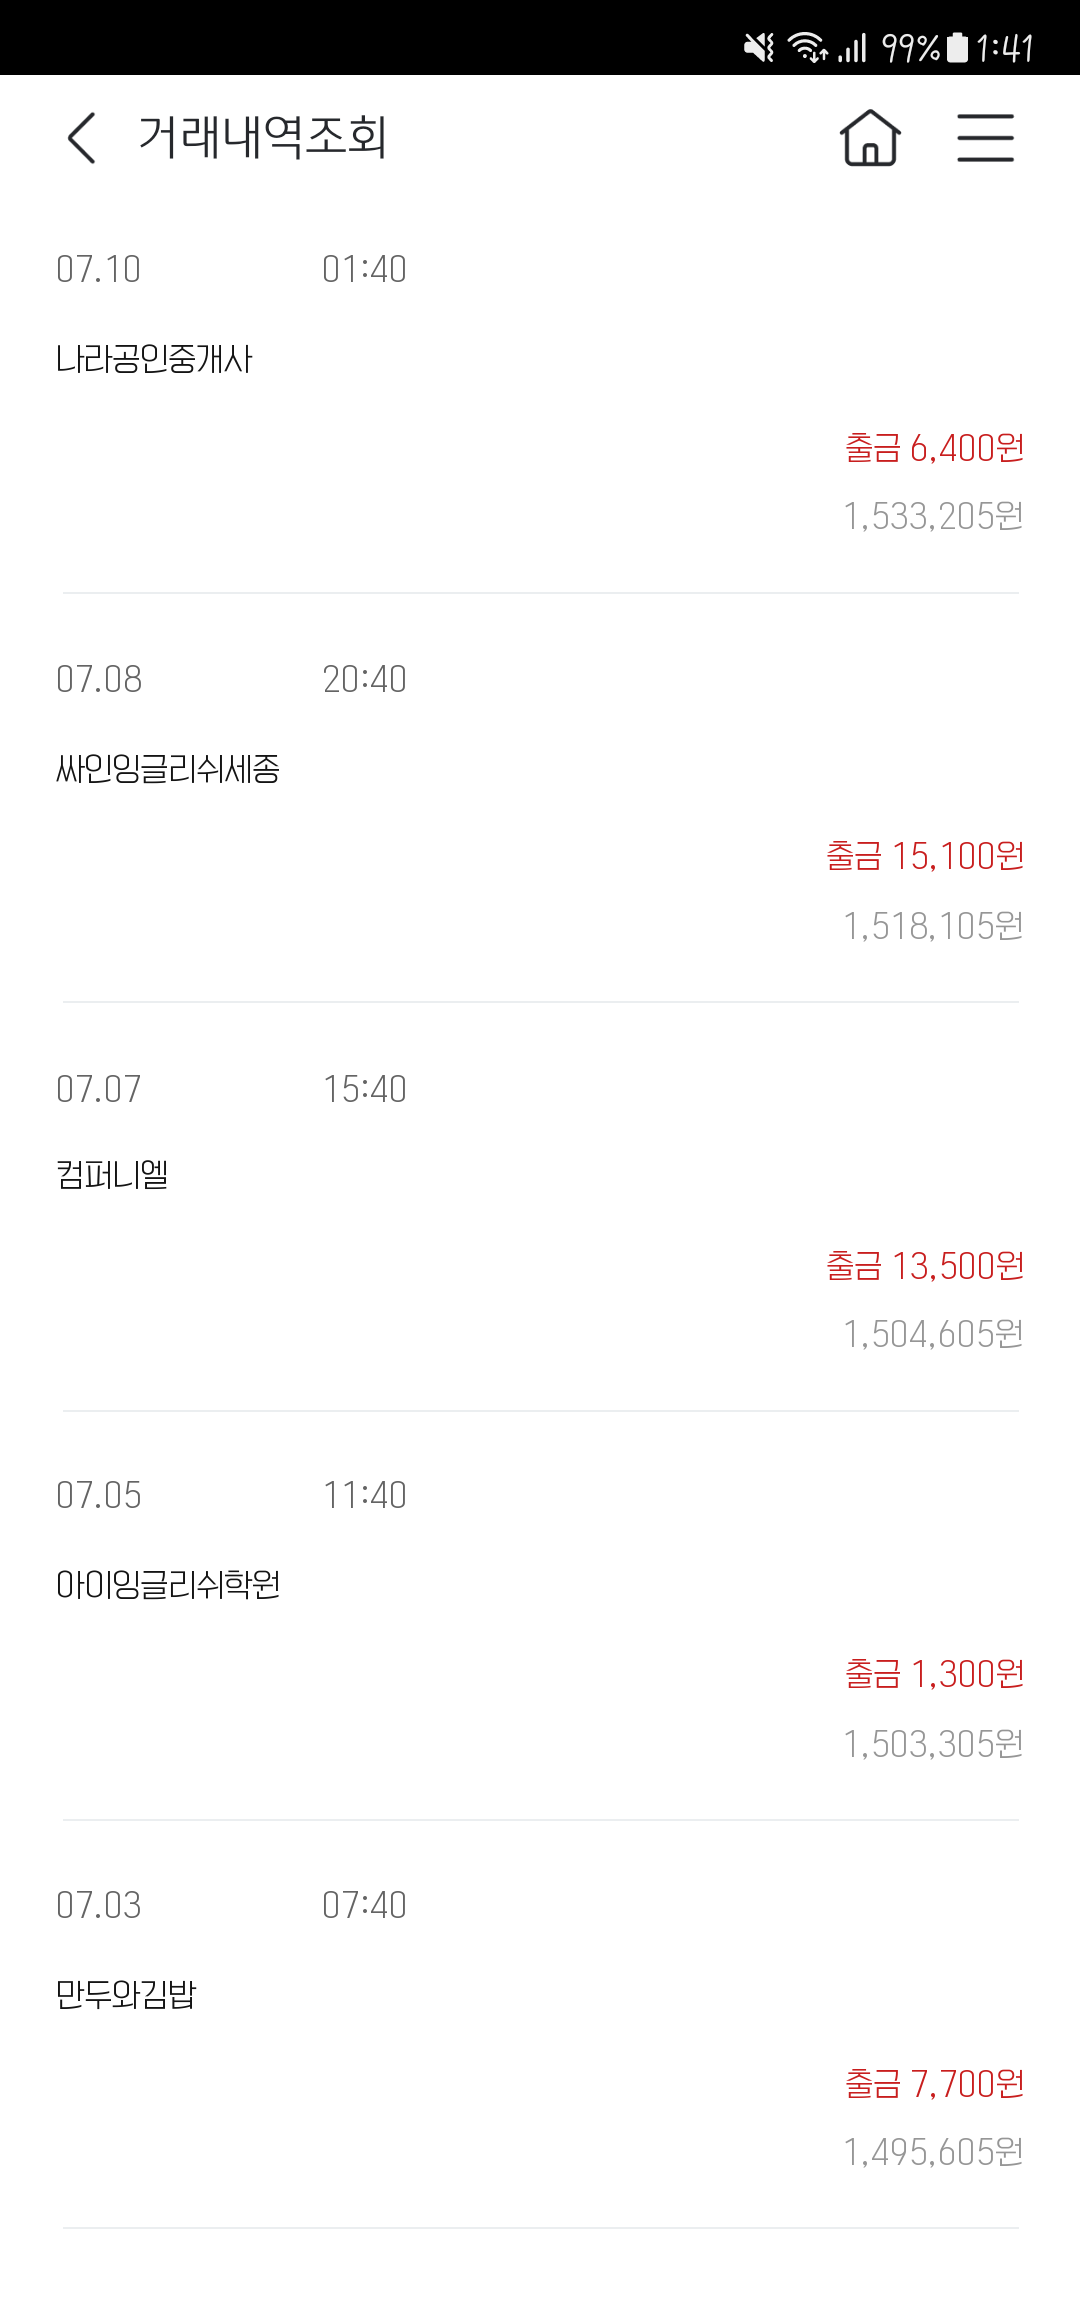 99% 1:41
거래내역조회
07.10 01:40
나라공인중개사
출금 6,400원
1,533,205원
07.08 20:40
싸인잉글리쉬세종
출금 15,100원
1,518,105원
07.07 15:40
컴퍼니엘
출금 13,500원
1,504,605원
07.05 11:40
아이잉글리쉬학원
출금 1,300원
1,503,305원
07.03 07:40
만두와김밥
출금 7,700원
1,495,605원